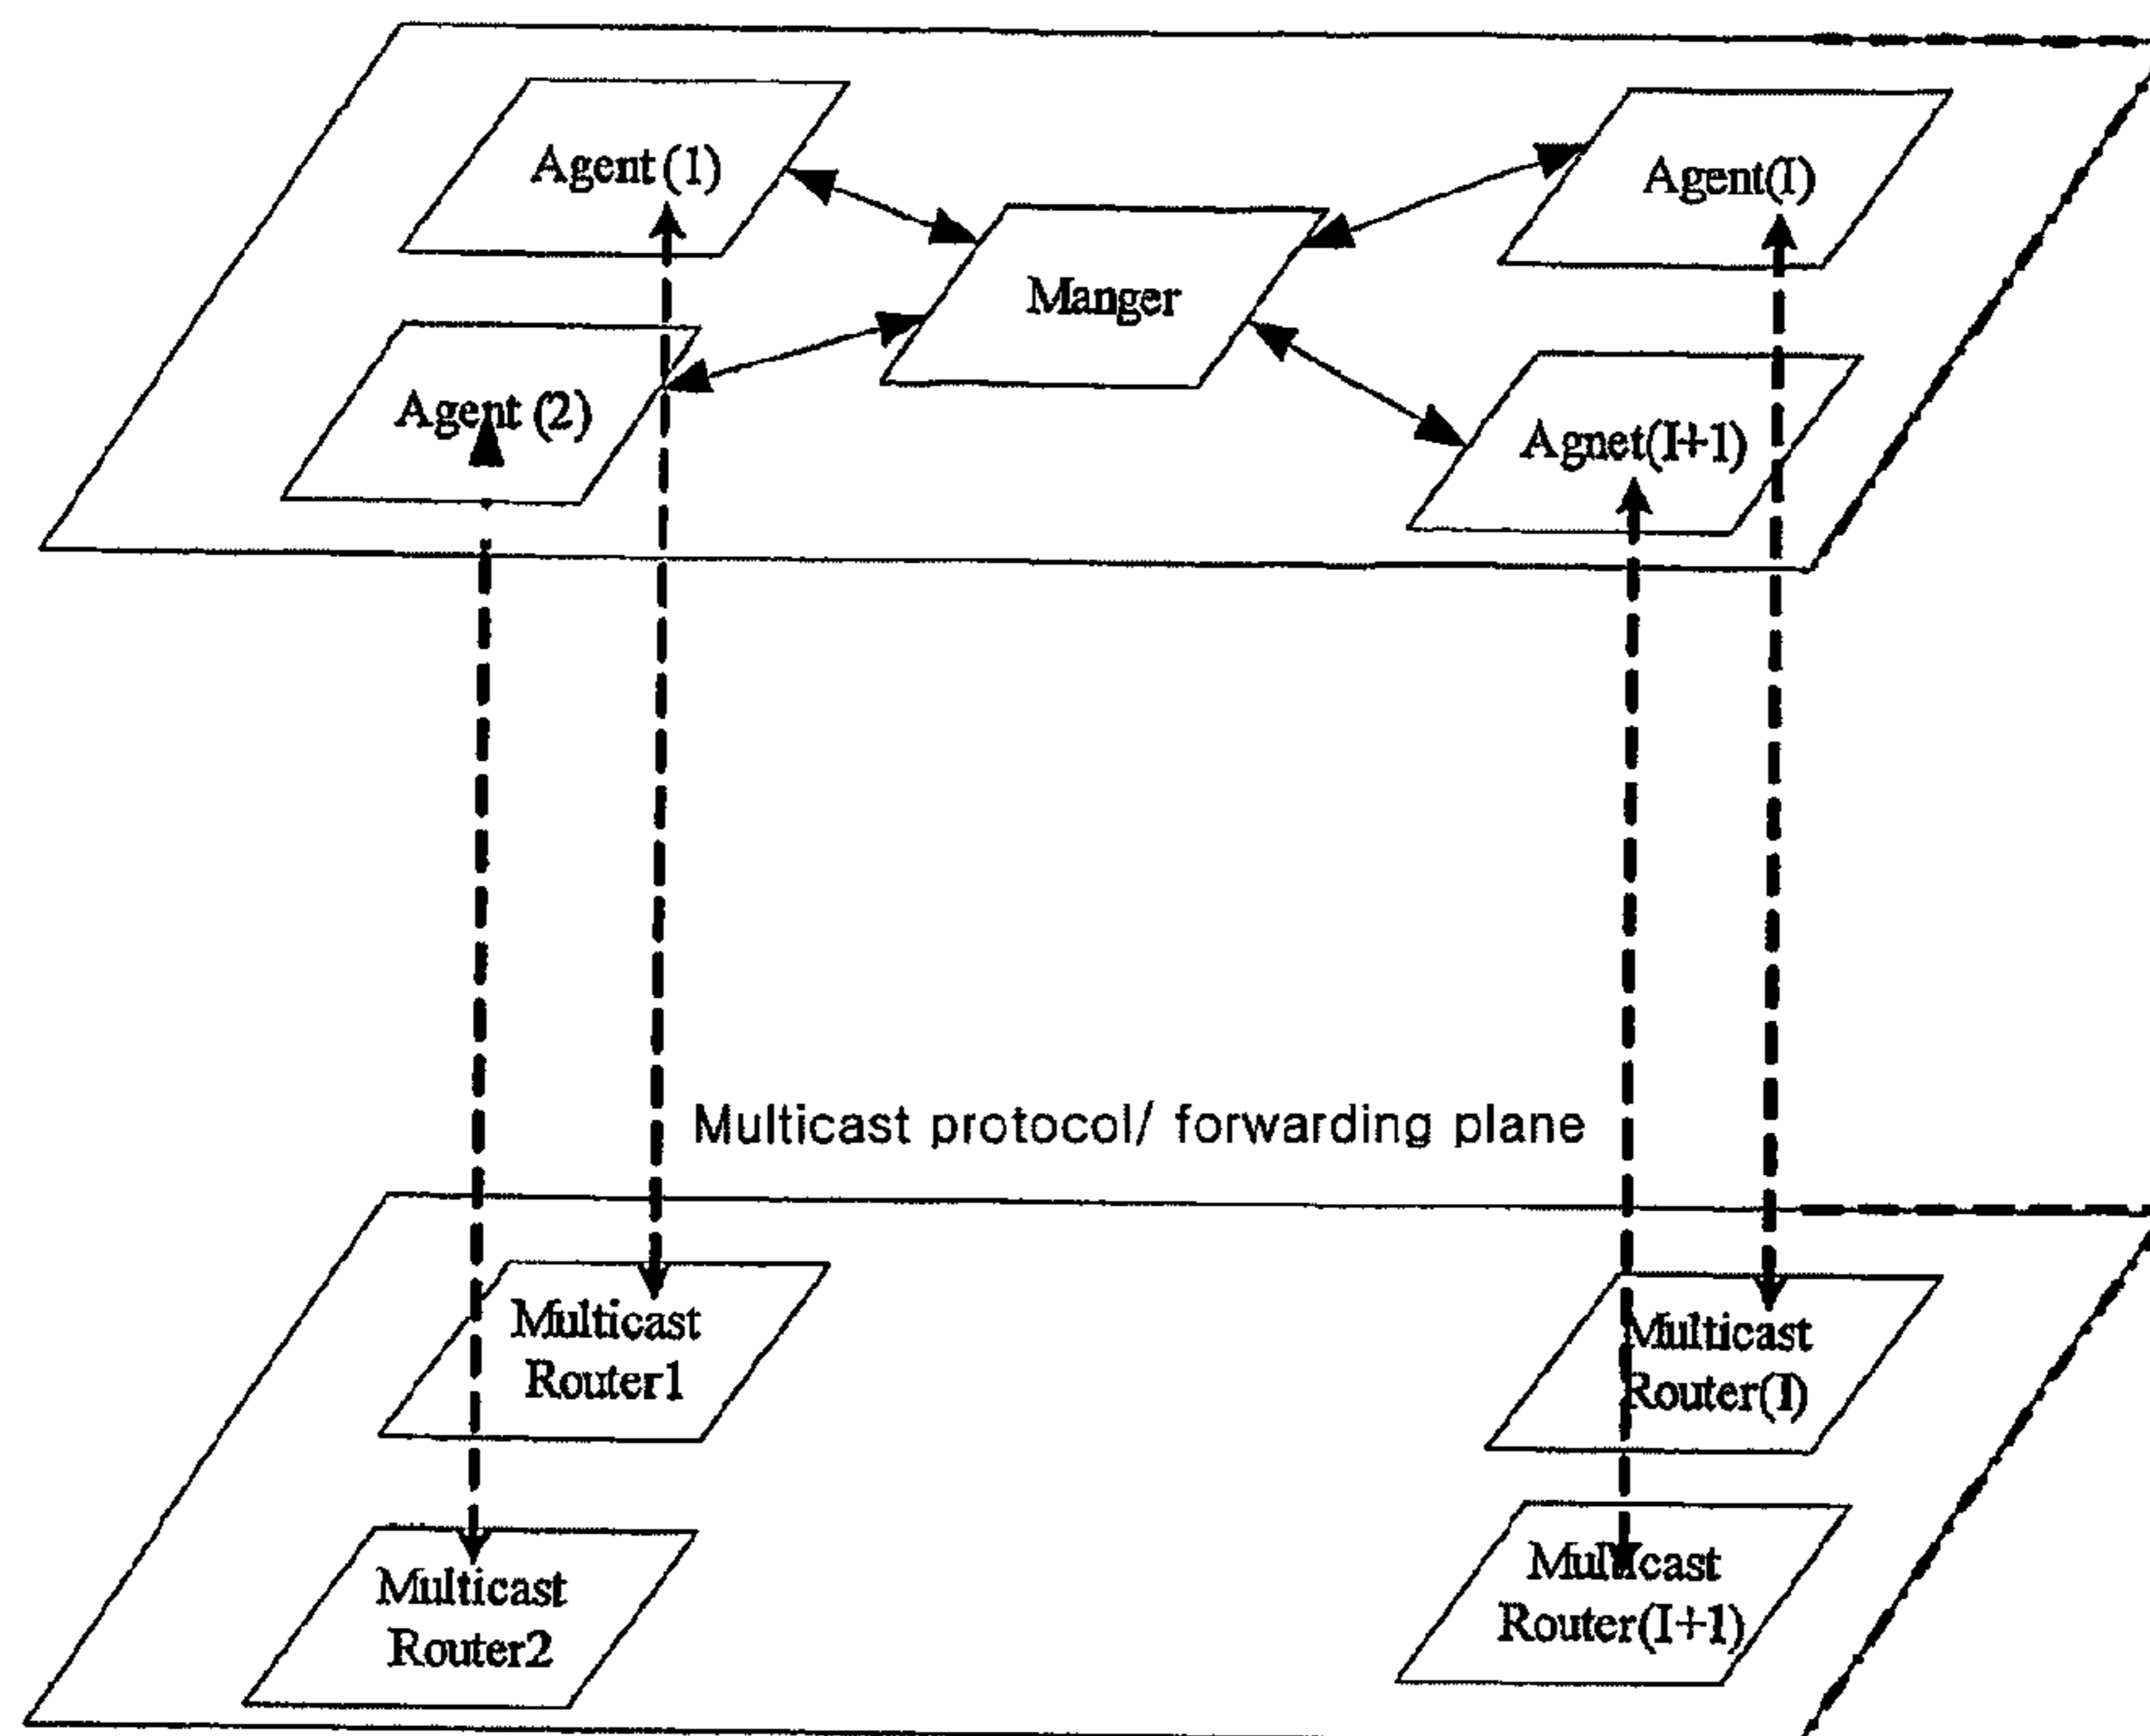 Agent (1)
Agent(I)
Manger
Agent (2)
Agnet(I+1)
Multicast protocol/ forwarding plane
Multicast
Router1
Multicast
Router(I)
Multicast
Router2
Multicast
Router(I+1)